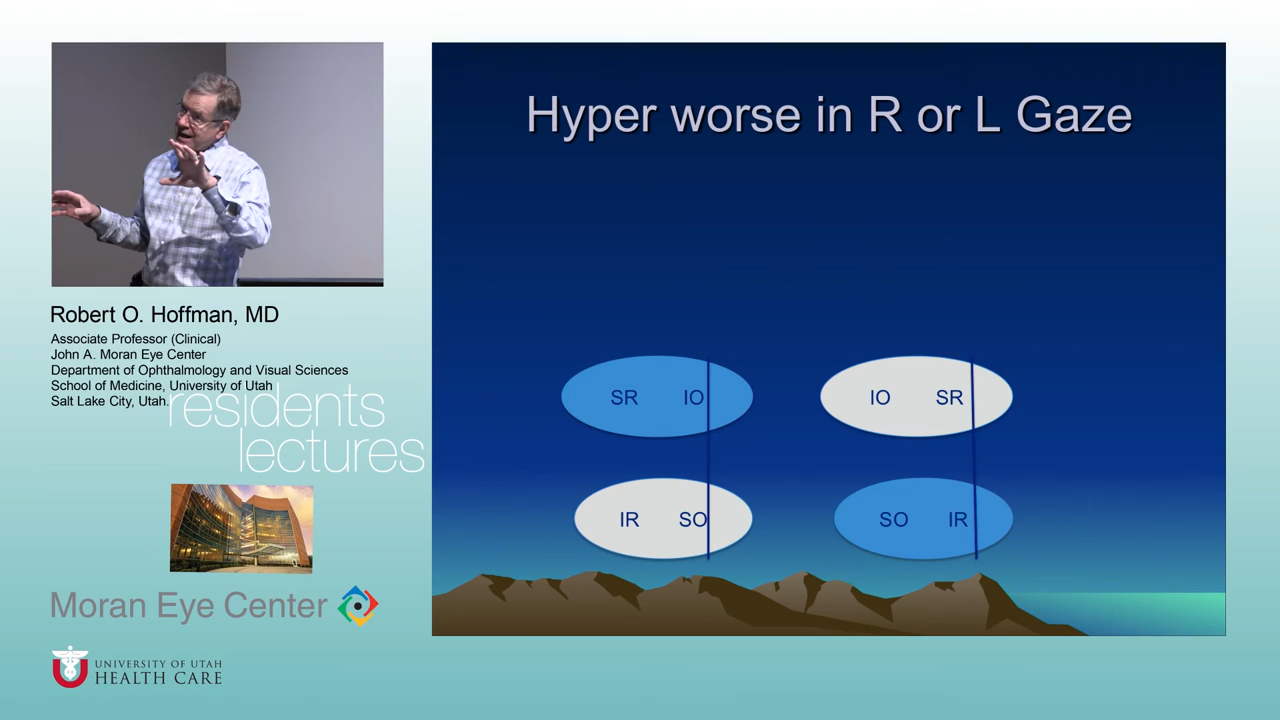 Hyper worse in R or L Gaze
SR IO
IO SR
IR SO
SO IR
Robert O. Hoffman, MD
Associate Professor (Clinical)
John A. Moran Eye Center
Department of Ophthalmology and Visual Sciences
School of Medicine, University of Utah
Salt Lake City, Utah.
residents
lectures
Moran Eye Center
UNIVERSITY OF UTAH
HEALTH CARE